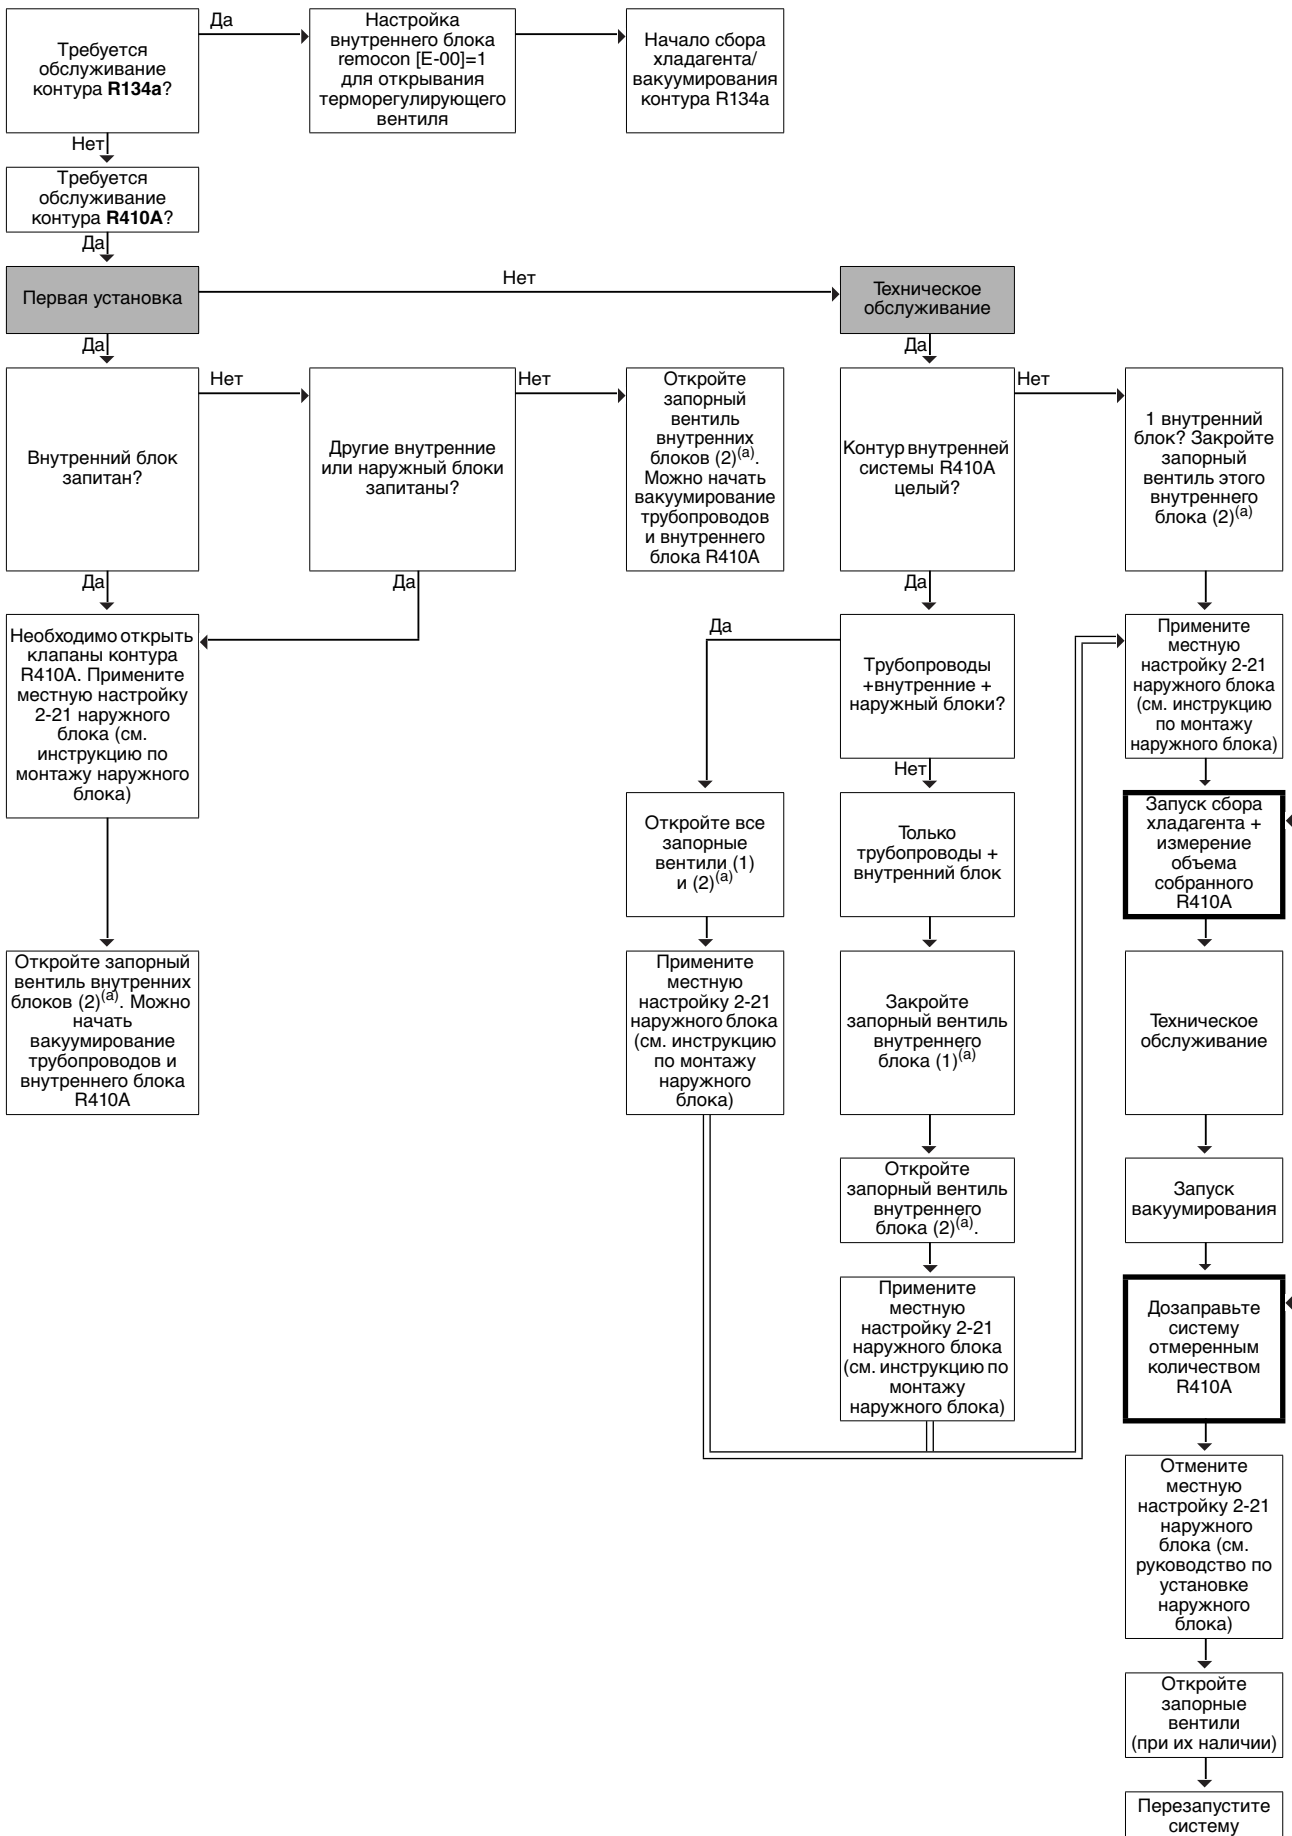 Требуется
обслуживание
контура R134a?
Да
Настройка
внутреннего блока
remocon [E-00]=1
для открывания
терморегулирующего
вентиля
Начало сбора
хладагента/
вакуумирования
контура R134a
Нет
Требуется
обслуживание
контура R410A?
Да
Первая установка
Нет
Техническое
обслуживание
Да
Да
Внутренний блок
запитан?
Нет
Другие внутренние
или наружный блоки
запитаны?
Нет
Откройте
запорный
вентиль
внутренних
блоков (2)(a).
Можно начать
вакуумирование
трубопроводов
и внутреннего
блока R410A
Контур внутренней
системы R410A
целый?
Нет
1 внутренний
блок? Закройте
запорный
вентиль этого
внутреннего
блока (2)(a)
Да
Да
Да
Необходимо открыть
клапаны контура
R410A. Примените
местную настройку
2-21 наружного
блока (см.
инструкцию по
монтажу наружного
блока)
Да
Трубопроводы
+внутренние +
наружный блоки?
Примените
местную
настройку 2-21
наружного блока
(см. инструкцию
по монтажу
наружного блока)
Нет
Откройте все
запорные
вентили (1)
и (2)(a)
Только
трубопроводы +
внутренний блок
Запуск сбора
хладагента +
измерение
объема
собранного
R410A
Откройте запорный
вентиль внутренних
блоков (2)(a). Можно
начать
вакуумирование
трубопроводов и
внутреннего блока
R410A
Примените
местную
настройку 2-21
наружного блока
(см. инструкцию
по монтажу
наружного
блока)
Закройте
запорный вентиль
внутреннего
блока (1)(a)
Техническое
обслуживание
Откройте
запорный вентиль
внутреннего
блока (2)(a).
Запуск
вакуумирования
Примените
местную
настройку 2-21
наружного блока
(см. инструкцию по
монтажу
наружного блока)
Дозаправьте
систему
отмеренным
количеством
R410A
Отмените
местную
настройку 2-21
наружного
блока (см.
руководство по
установке
наружного
блока)
Откройте
запорные
вентили
(при их наличии)
Перезапустите
систему